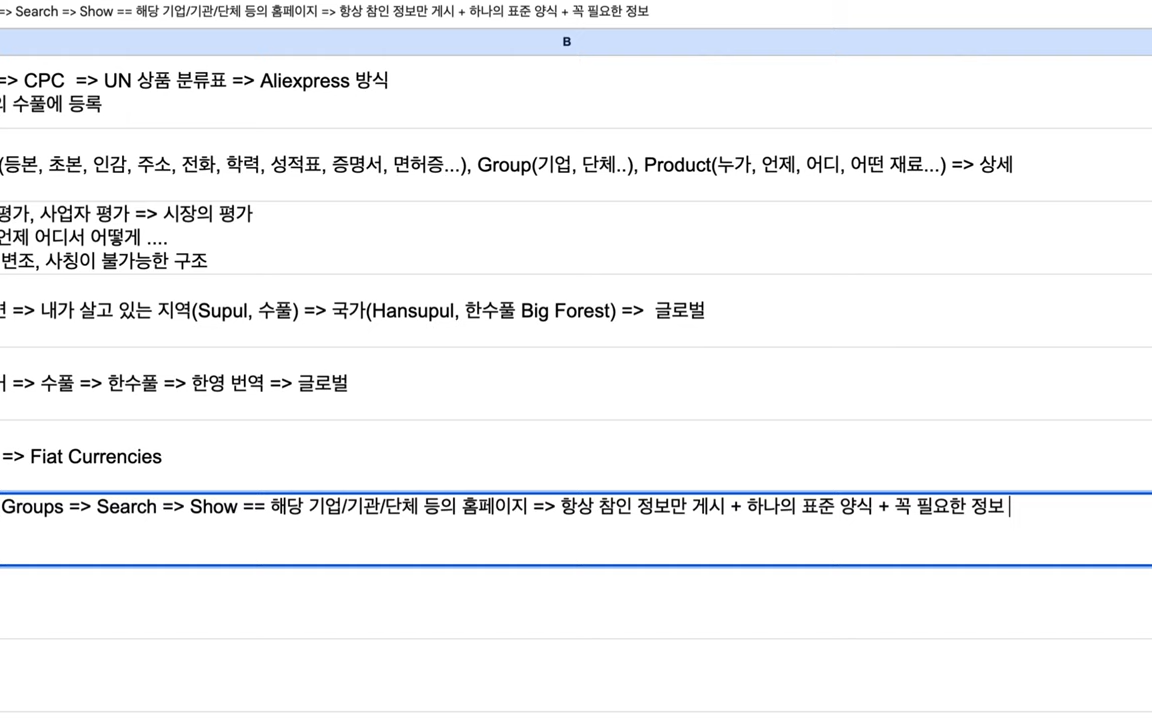 => Search => Show == 해당 기업/기관/단체 등의 홈페이지 => 항상 참인 정보만 게시 + 하나의 표준 양식 + 꼭 필요한 정보
B
=> CPC => UN 상품 분류표 => Aliexpress 방식
수풀에 등록
(등본, 초본, 인감, 주소, 전화, 학력, 성적표, 증명서, 면허증...), Group(기업, 단체..), Product(누가, 언제, 어디, 어떤 재료...) => 상세
평가, 사업자 평가 => 시장의 평가
언제 어디서 어떻게 ....
변조, 사칭이 불가능한 구조
=> 내가 살고 있는 지역(Supul, 수풀) => 국가(Hansupul, 한수풀 Big Forest) => 글로벌
=> 수풀 => 한수풀 => 한영 번역 => 글로벌
=> Fiat Currencies
Groups => Search => Show == 해당 기업/기관/단체 등의 홈페이지 => 항상 참인 정보만 게시 + 하나의 표준 양식 + 꼭 필요한 정보